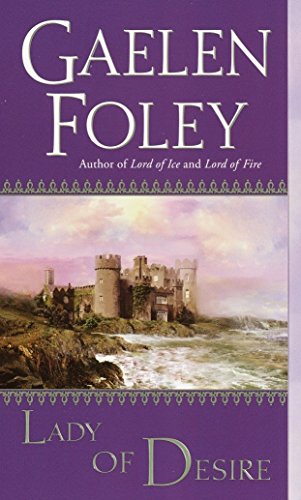 GAELEN
FOLEY
Author of Lord of Ice and Lord of Fire
LADY
OF DESIRE